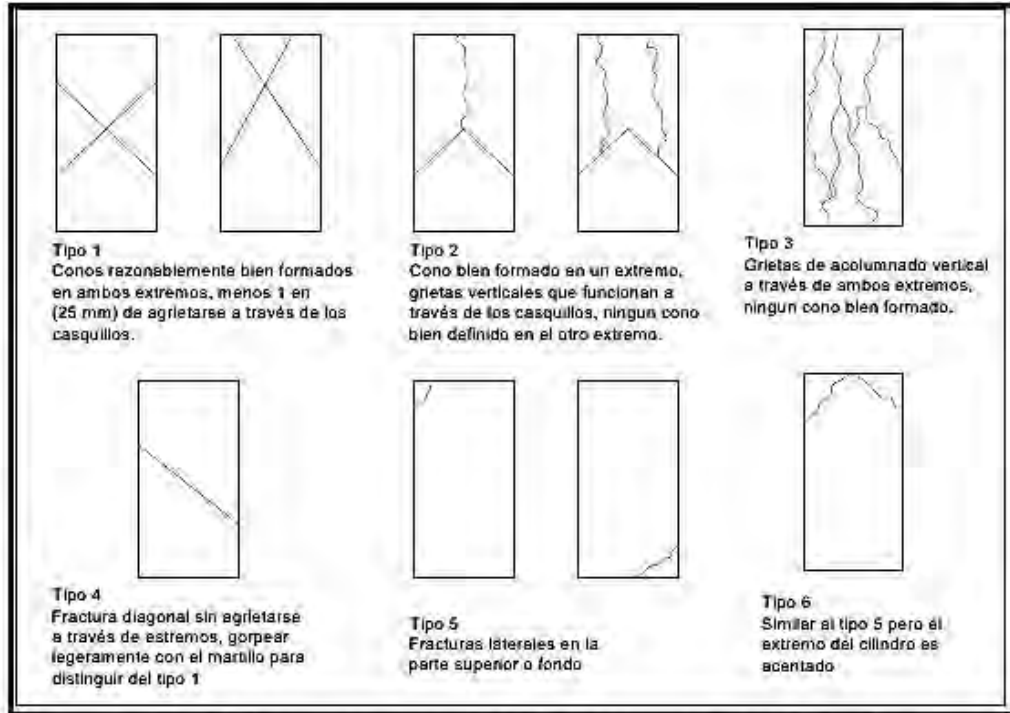 Tipo 1
Conos razonablemente bien formados
en ambos extremos, menos 1 en
(25 mm) de agrietarse a través de los
casquillos.
Tipo 2
Cono bien formado en un extremo,
grietas verticales que funcionan a
través de los casquillos, ningun cono
bien definido en el otro extremo.
Tipo 3
Grietas de acolumnado vertical
a través de ambos extremos,
ningun cono bien formado.
Tipo 4
Fractura diagonal sin agrietarse
a través de estremos, gorpear
legeramente con el martillo para
distinguir del tipo 1
Tipo 5
Fracturas laterales en la
parte superior o fondo
Tipo 6
Similar al tipo 5 pero el
extremo del cilindro es
acentado